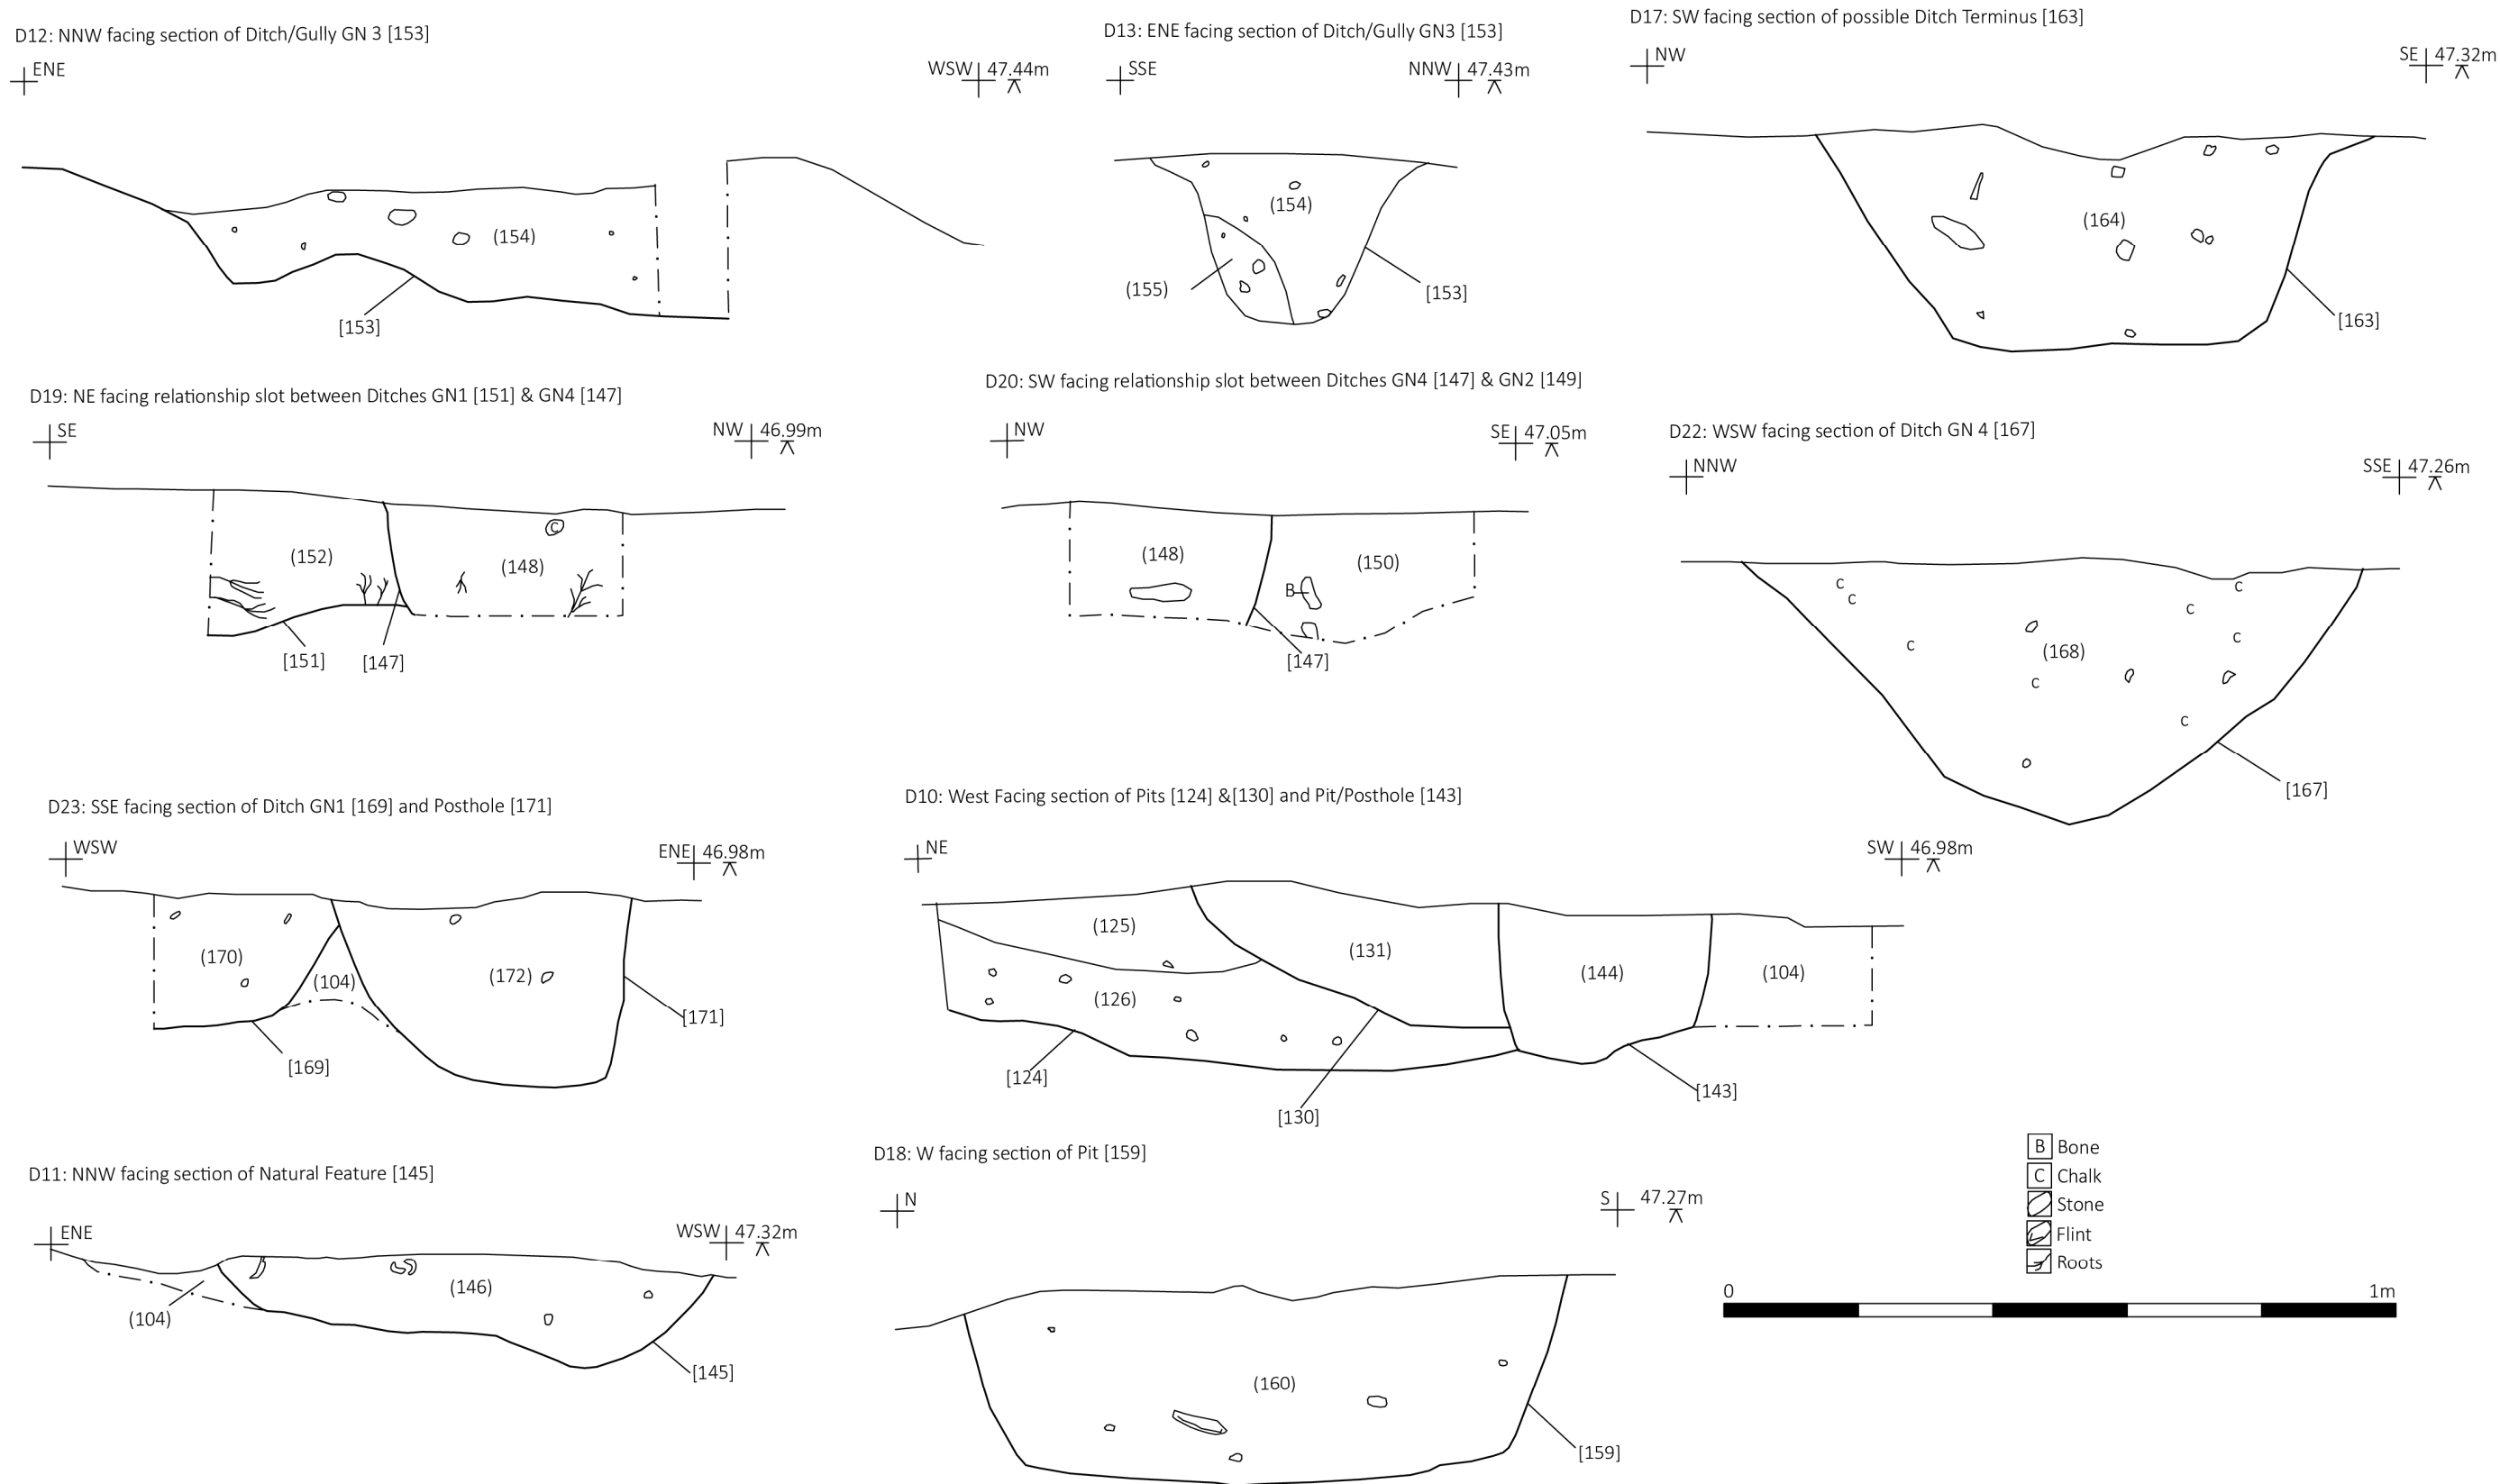 D12: NNW facing section of Ditch/Gully GN 3 [153]
ENE
WSW 47.44m
(154)
[153]
D13: ENE facing section of Ditch/Gully GN3 [153]
SSE
NNW 47.43m
(154)
(155)
[153]
D17: SW facing section of possible Ditch Terminus [163]
NW
SE 47.32m
(164)
[163]
D19: NE facing relationship slot between Ditches GN1 [151] & GN4 [147]
SE
NW 46.99m
C
(152)
(148)
[151]
[147]
D20: SW facing relationship slot between Ditches GN4 [147] & GN2 [149]
NW
SE 47.05m
(148)
(150)
B
[147]
D22: WSW facing section of Ditch GN 4 [167]
NNW
SSE 47.26m
C
C
C
C
C
C
(168)
C
C
[167]
D23: SSE facing section of Ditch GN1 [169] and Posthole [171]
WSW
ENE 46.98m
(170)
(104)
(172)
[171]
[169]
D10: West Facing section of Pits [124] &[130] and Pit/Posthole [143]
NE
SW 46.98m
(125)
(131)
(144)
(104)
(126)
[124]
[130]
[143]
D11: NNW facing section of Natural Feature [145]
ENE
WSW 47.32m
(146)
(104)
[145]
D18: W facing section of Pit [159]
N
S 47.27m
(160)
[159]
B Bone
C Chalk
Stone
Flint
Roots
0 1m